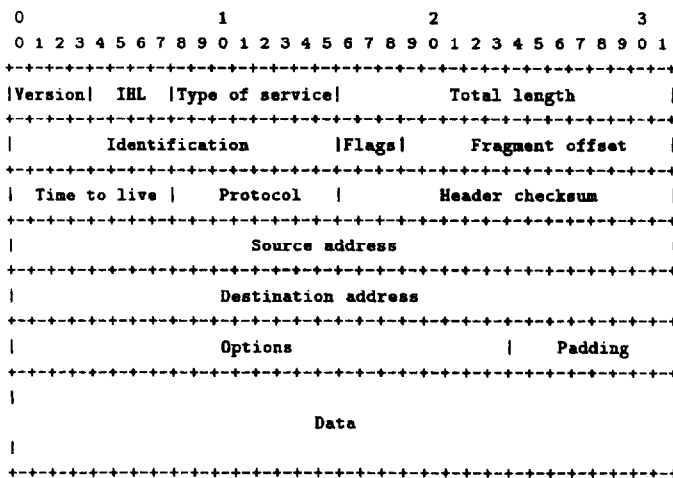 0 1 2 3
0 1 2 3 4 5 6 7 8 9 0 1 2 3 4 5 6 7 8 9 0 1 2 3 4 5 6 7 8 9 0 1
+-+-+-+-+-+-+-+-+-+-+-+-+-+-+-+-+-+-+-+-+-+-+-+-+-+-+-+-+-+-+-+-+
|Version| IHL |Type of service| Total length |
+-+-+-+-+-+-+-+-+-+-+-+-+-+-+-+-+-+-+-+-+-+-+-+-+-+-+-+-+-+-+-+-+
| Identification |Flags| Fragment offset |
+-+-+-+-+-+-+-+-+-+-+-+-+-+-+-+-+-+-+-+-+-+-+-+-+-+-+-+-+-+-+-+-+
| Time to live | Protocol | Header checksum |
+-+-+-+-+-+-+-+-+-+-+-+-+-+-+-+-+-+-+-+-+-+-+-+-+-+-+-+-+-+-+-+-+
| Source address |
+-+-+-+-+-+-+-+-+-+-+-+-+-+-+-+-+-+-+-+-+-+-+-+-+-+-+-+-+-+-+-+-+
| Destination address |
+-+-+-+-+-+-+-+-+-+-+-+-+-+-+-+-+-+-+-+-+-+-+-+-+-+-+-+-+-+-+-+-+
| Options | Padding |
+-+-+-+-+-+-+-+-+-+-+-+-+-+-+-+-+-+-+-+-+-+-+-+-+-+-+-+-+-+-+-+-+
|
Data
|
+-+-+-+-+-+-+-+-+-+-+-+-+-+-+-+-+-+-+-+-+-+-+-+-+-+-+-+-+-+-+-+-+